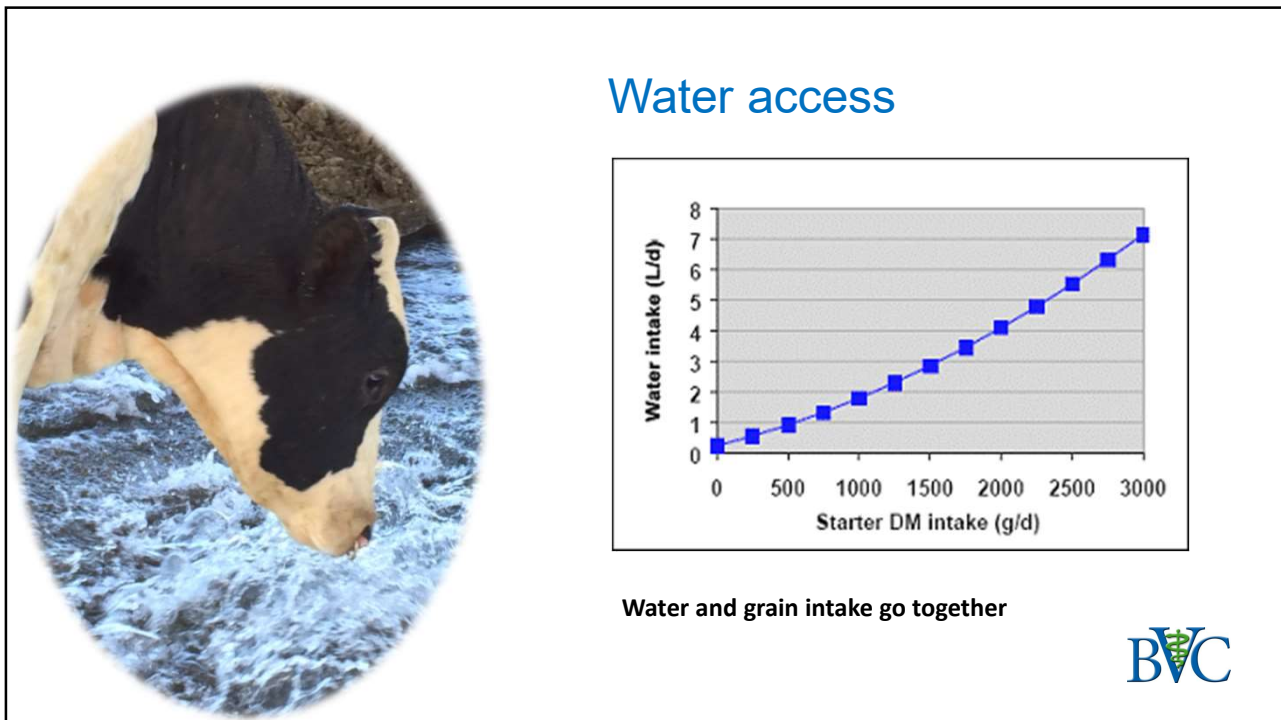 Water access
8
7
6
5
4
3
2
1
0
Water intake (L/d)
0 500 1000 1500 2000 2500 3000
Starter DM intake (g/d)
Water and grain intake go together
BVC